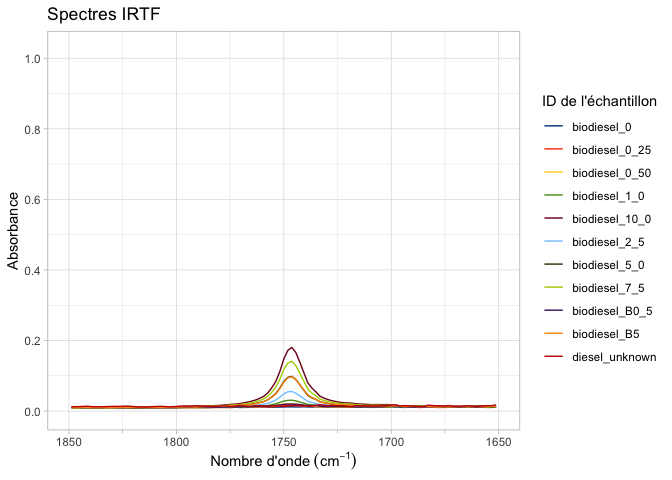 Spectres IRTF
1.0
0.8
0.6
0.4
0.2
0.0
Absorbance
1850
1800
1750
1700
1650
Nombre d'onde (cm⁻¹)
ID de l'échantillon
biodiesel_0
biodiesel_0_25
biodiesel_0_50
biodiesel_1_0
biodiesel_10_0
biodiesel_2_5
biodiesel_5_0
biodiesel_7_5
biodiesel_B0_5
biodiesel_B5
diesel_unknown